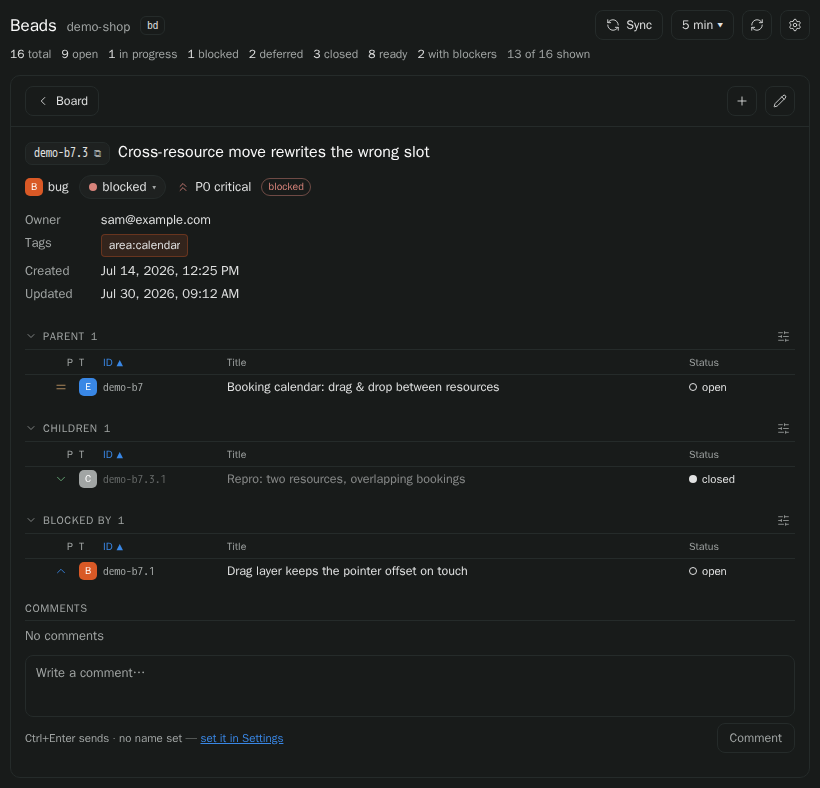 Beads demo-shop bd Sync 5 min ▾
16 total 9 open 1 in progress 1 blocked 2 deferred 3 closed 8 ready 2 with blockers 13 of 16 shown
Board
demo-b7.3 Cross-resource move rewrites the wrong slot
B bug blocked ▾ P0 critical blocked
Owner sam@example.com
Tags area:calendar
Created Jul 14, 2026, 12:25 PM
Updated Jul 30, 2026, 09:12 AM
PARENT 1
P T ID ▲ Title Status
E demo-b7 Booking calendar: drag & drop between resources open
CHILDREN 1
P T ID ▲ Title Status
C demo-b7.3.1 Repro: two resources, overlapping bookings closed
BLOCKED BY 1
P T ID ▲ Title Status
B demo-b7.1 Drag layer keeps the pointer offset on touch open
COMMENTS
No comments
Write a comment…
Ctrl+Enter sends · no name set — set it in Settings Comment